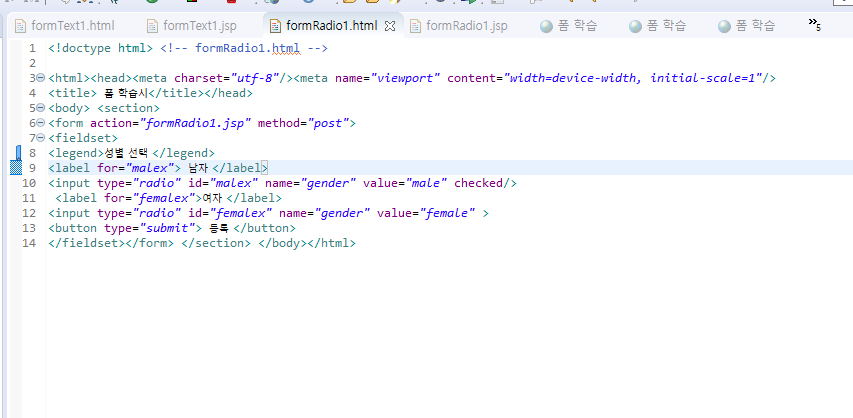 formText1.html formText1.jsp formRadio1.html formRadio1.jsp 폼 학습 폼 학습 폼 학습 »5
1 <!doctype html> <!-- formRadio1.html -->
2
3 <html><head><meta charset="utf-8"/><meta name="viewport" content="width=device-width, initial-scale=1"/>
4 <title> 폼 학습시</title></head>
5 <body> <section>
6 <form action="formRadio1.jsp" method="post">
7 <fieldset>
8 <legend>성별 선택 </legend>
9 <label for="malex"> 남자 </label>
10 <input type="radio" id="malex" name="gender" value="male" checked/>
11 <label for="femalex">여자 </label>
12 <input type="radio" id="femalex" name="gender" value="female" >
13 <button type="submit"> 등록 </button>
14 </fieldset></form> </section> </body></html>